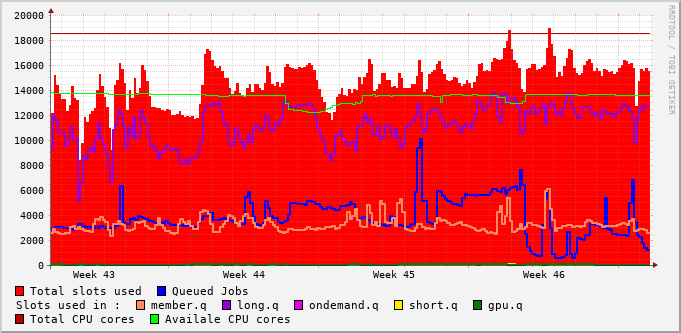 20000
18000
16000
14000
12000
10000
8000
6000
4000
2000
0
Week 43 Week 44 Week 45 Week 46
RRDTOOL / TOBI OETIKER
Total slots used Queued Jobs
Slots used in : member.q long.q ondemand.q short.q gpu.q
Total CPU cores Availale CPU cores